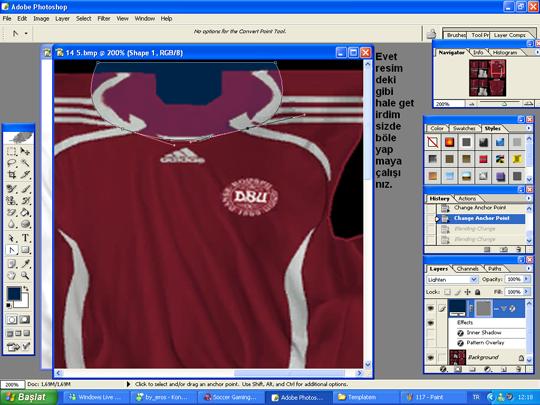 Adobe Photoshop
File Edit Image Layer Select Filter View Window Help
No options for the Convert Point Tool.
Brushes Tool Pr Layer Comps
14 5.bmp @ 200% (Shape 1, RGB/8)
Evet
resim
deki
gibi
hale get
irdim
sizde
böle
yap
maya
çalışı
nız.
DBU
Navigator Info Histogram
200%
Color Swatches Styles
History Actions
Change Anchor Point
Change Anchor Point
Blending Change
Blending Change
Layers Channels Paths
Lighten Opacity: 100%
Lock: Fill: 100%
Effects
Inner Shadow
Pattern Overlay
Background
200% Doc: 1,69M/1,69M Click to select and/or drag an anchor point. Use Shift, Alt, and Ctrl for additional options.
Başlat Windows Live ... by_eros - Kon... Soccer Gaming... Adobe Photoshop Templatem 117 - Paint TR 12:18